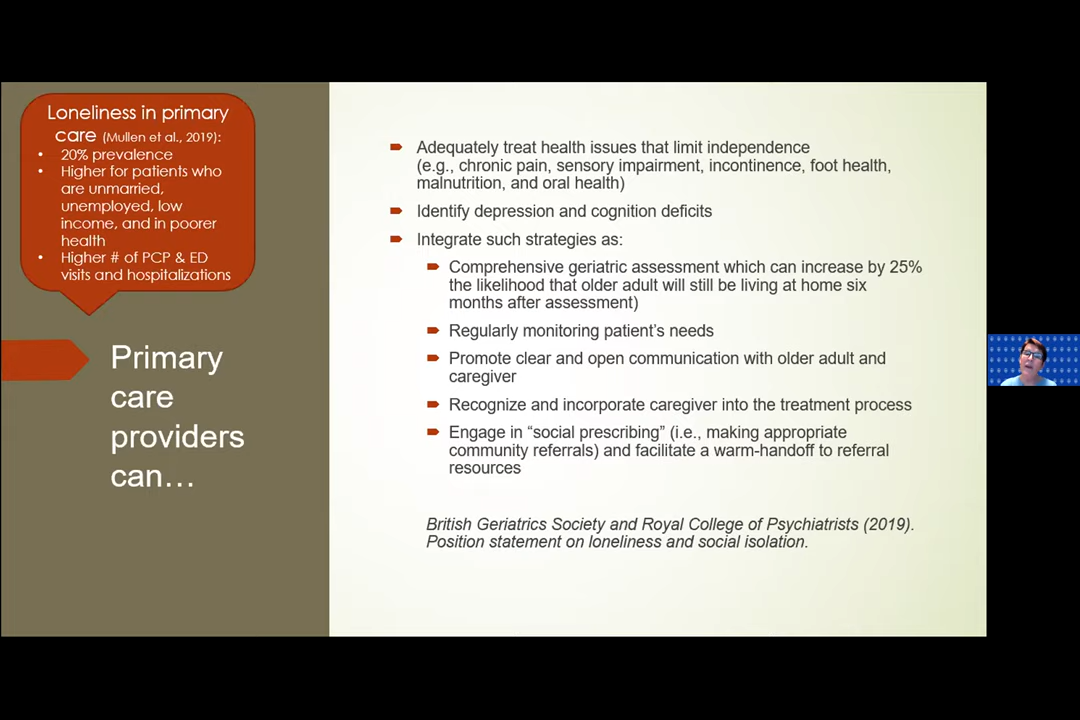 Loneliness in primary
care (Mullen et al., 2019):
• 20% prevalence
• Higher for patients who
are unmarried,
unemployed, low
income, and in poorer
health
• Higher # of PCP & ED
visits and hospitalizations
Primary
care
providers
can…
Adequately treat health issues that limit independence
(e.g., chronic pain, sensory impairment, incontinence, foot health,
malnutrition, and oral health)
Identify depression and cognition deficits
Integrate such strategies as:
Comprehensive geriatric assessment which can increase by 25%
the likelihood that older adult will still be living at home six
months after assessment)
Regularly monitoring patient’s needs
Promote clear and open communication with older adult and
caregiver
Recognize and incorporate caregiver into the treatment process
Engage in “social prescribing” (i.e., making appropriate
community referrals) and facilitate a warm-handoff to referral
resources
British Geriatrics Society and Royal College of Psychiatrists (2019).
Position statement on loneliness and social isolation.